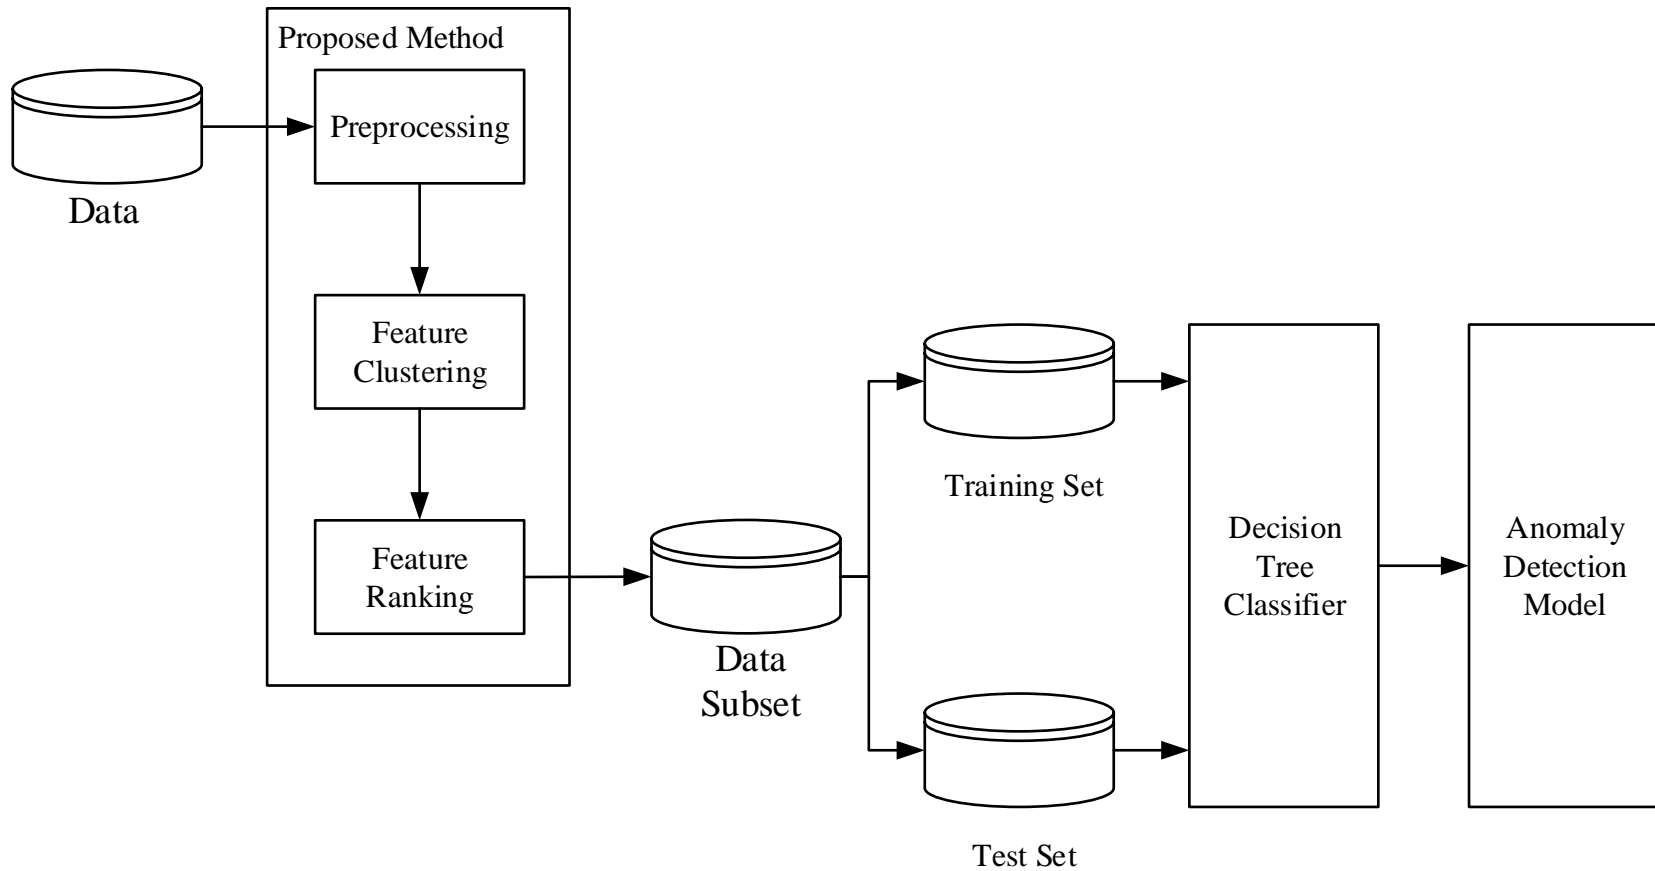 Proposed Method
Preprocessing
Data
Feature
Clustering
Feature
Ranking
Data
Subset
Training Set
Test Set
Decision
Tree
Classifier
Anomaly
Detection
Model